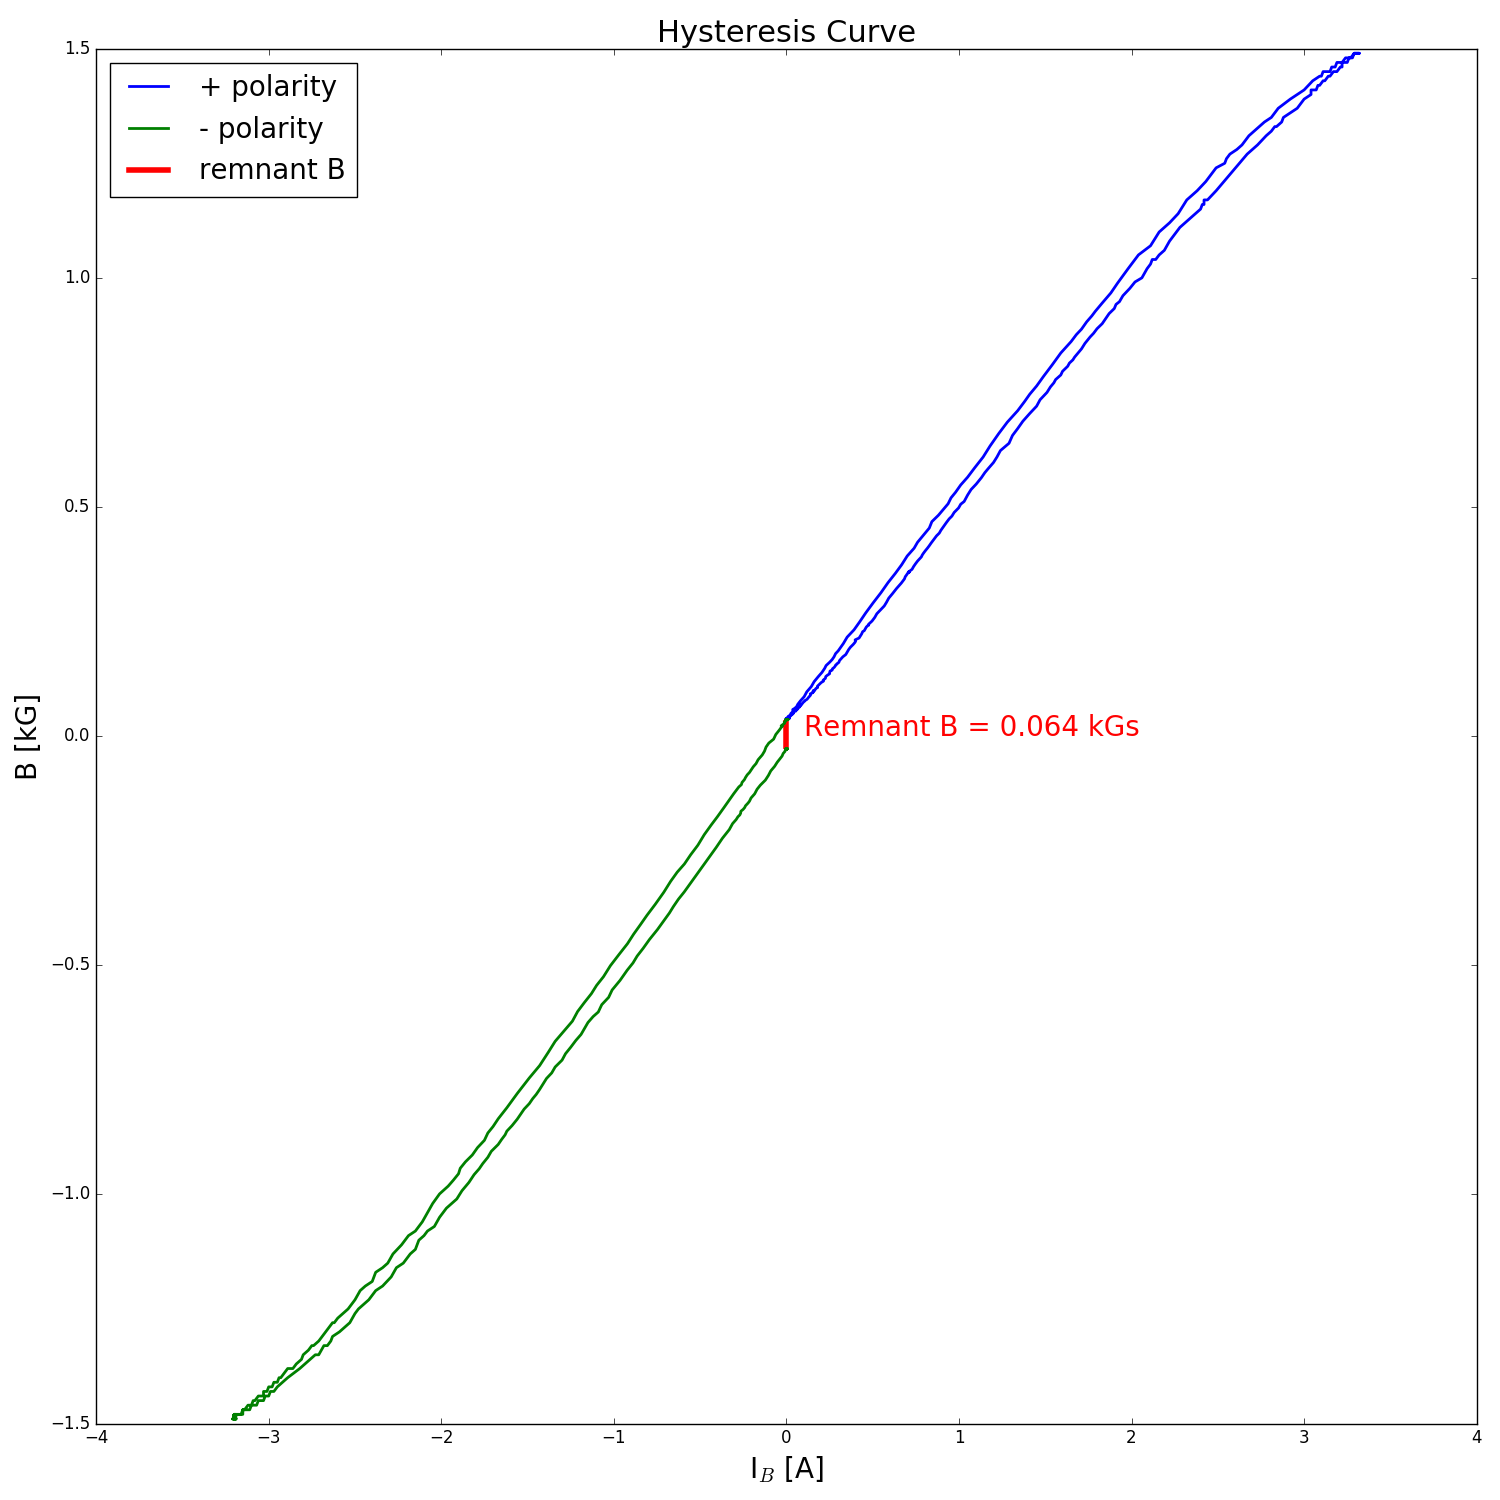 Hysteresis Curve
+ polarity
- polarity
remnant B
1.5
1.0
0.5
0.0
−0.5
−1.0
−1.5
B [kG]
Remnant B = 0.064 kGs
−4 −3 −2 −1 0 1 2 3 4
I_B [A]